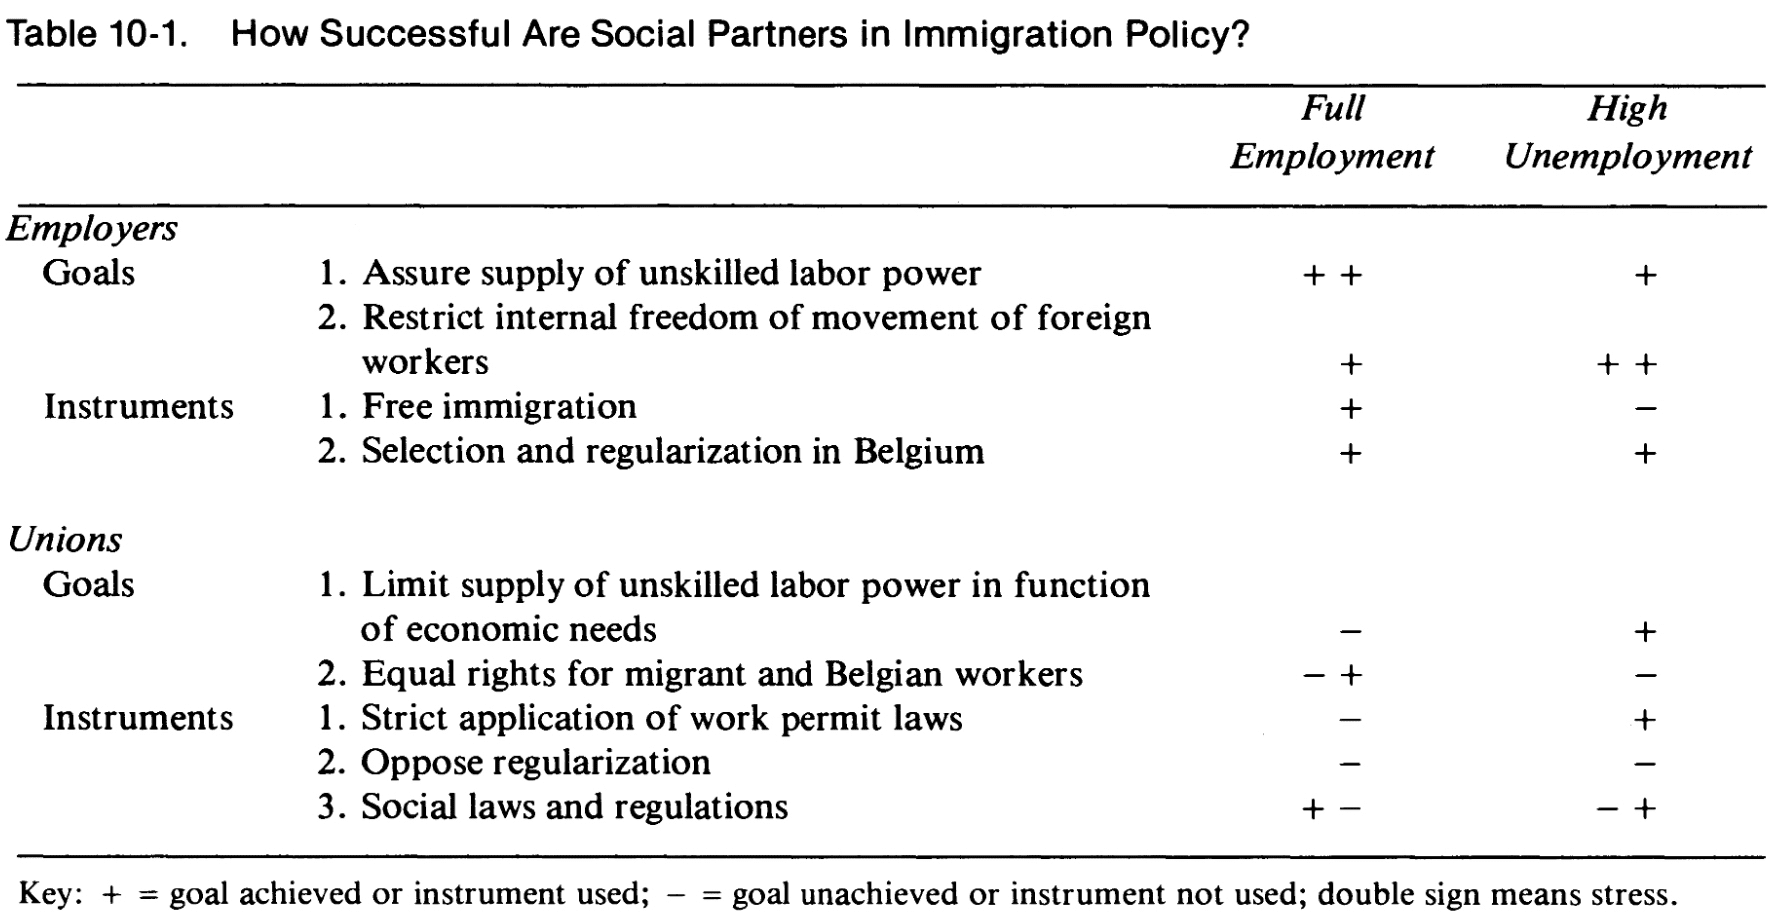 Table 10-1. How Successful Are Social Partners in Immigration Policy?
Full High
Employment Unemployment
Employers
Goals 1. Assure supply of unskilled labor power + + +
2. Restrict internal freedom of movement of foreign
workers + + +
Instruments 1. Free immigration + −
2. Selection and regularization in Belgium + +
Unions
Goals 1. Limit supply of unskilled labor power in function
of economic needs − +
2. Equal rights for migrant and Belgian workers − + −
Instruments 1. Strict application of work permit laws − +
2. Oppose regularization − −
3. Social laws and regulations + − − +
Key: + = goal achieved or instrument used; − = goal unachieved or instrument not used; double sign means stress.